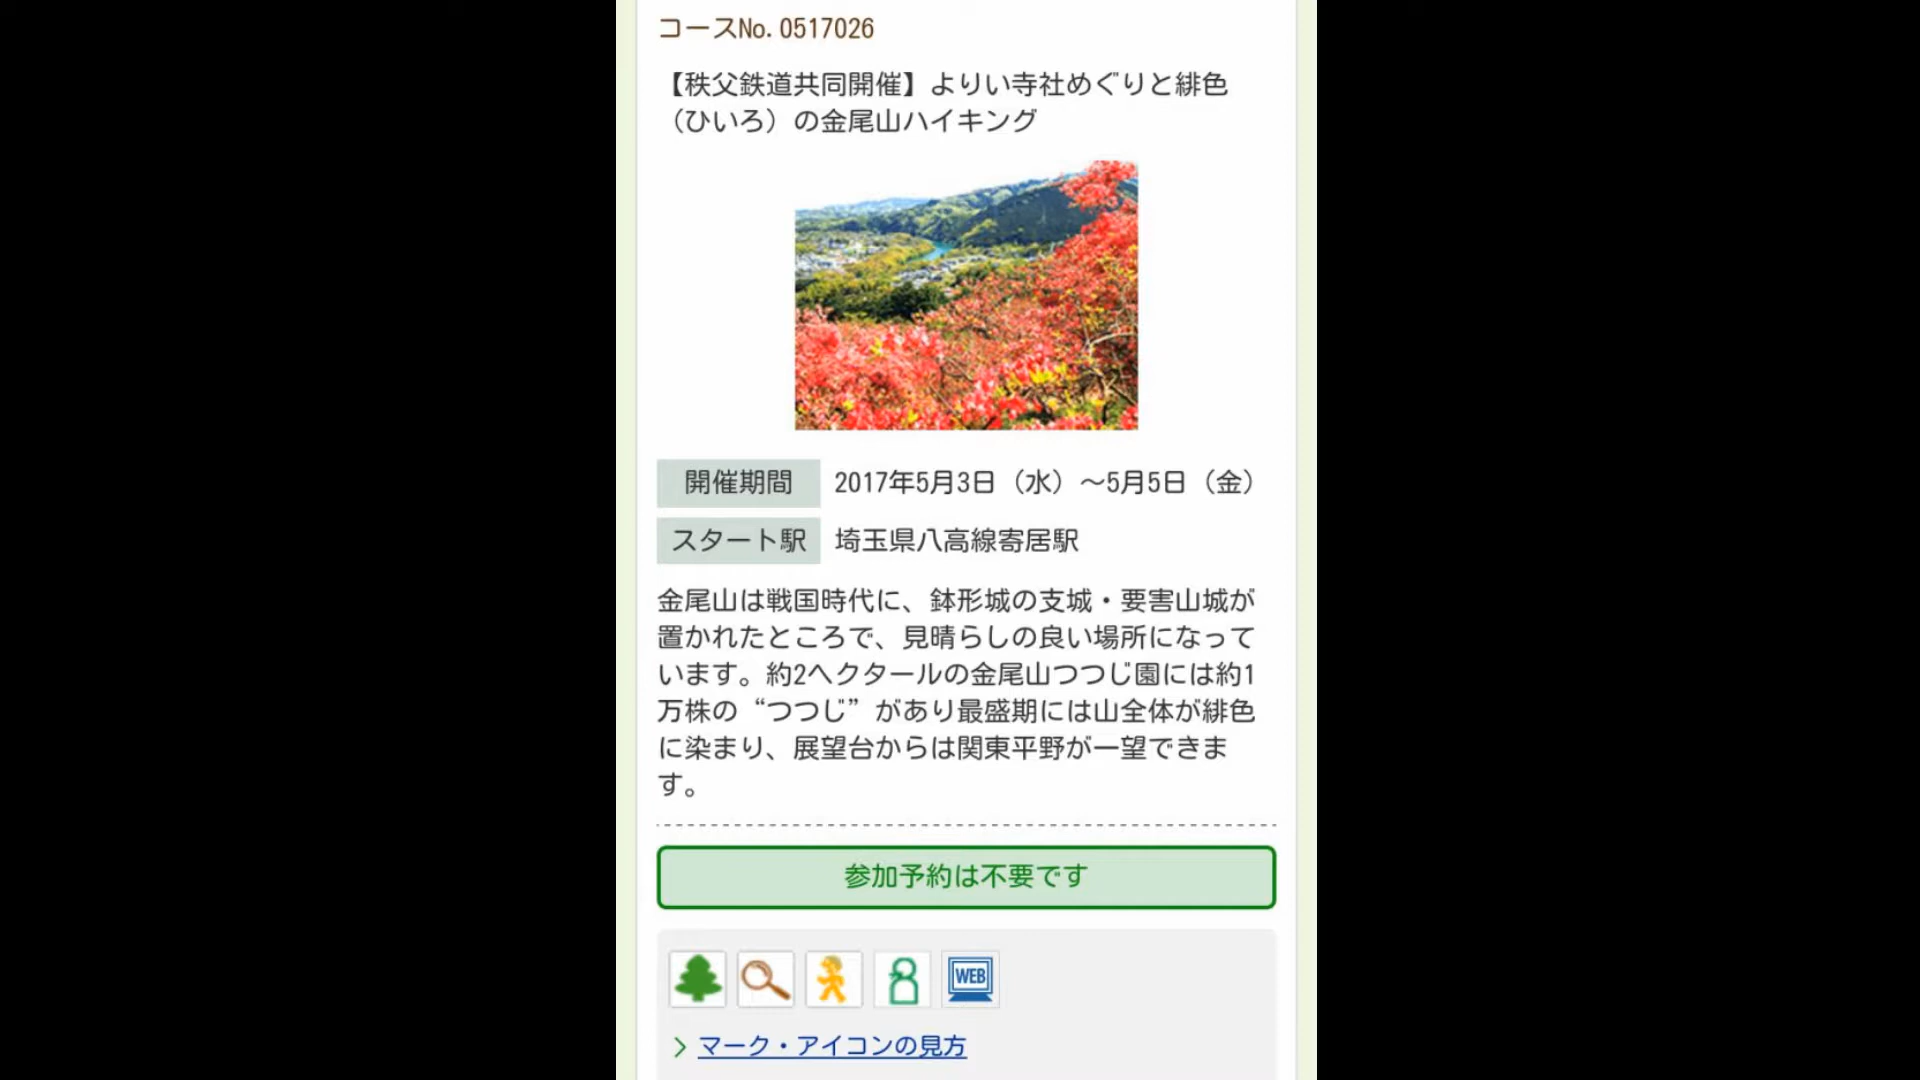 コースNo.0517026
【秩父鉄道共同開催】よりい寺社めぐりと緋色
（ひいろ）の金尾山ハイキング
開催期間 2017年5月3日（水）～5月5日（金）
スタート駅 埼玉県八高線寄居駅
金尾山は戦国時代に、鉢形城の支城・要害山城が
置かれたところで、見晴らしの良い場所になって
います。約2ヘクタールの金尾山つつじ園には約1
万株の“つつじ”があり最盛期には山全体が緋色
に染まり、展望台からは関東平野が一望できま
す。
参加予約は不要です
WEB
マーク・アイコンの見方